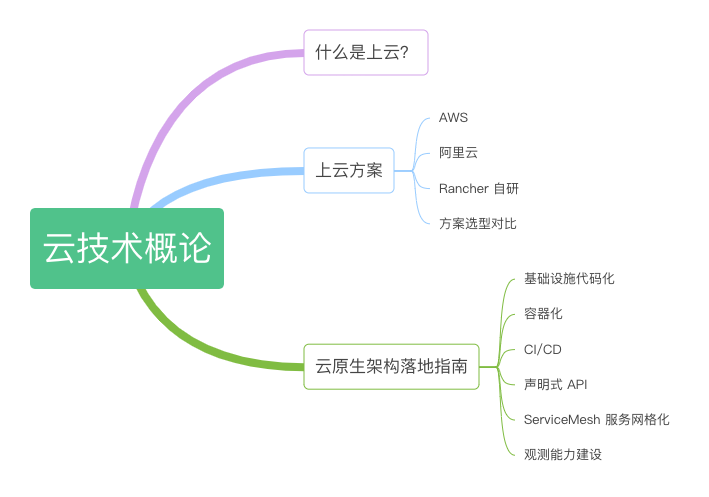 云技术概论
什么是上云？
上云方案
AWS
阿里云
Rancher 自研
方案选型对比
云原生架构落地指南
基础设施代码化
容器化
CI/CD
声明式 API
ServiceMesh 服务网格化
观测能力建设